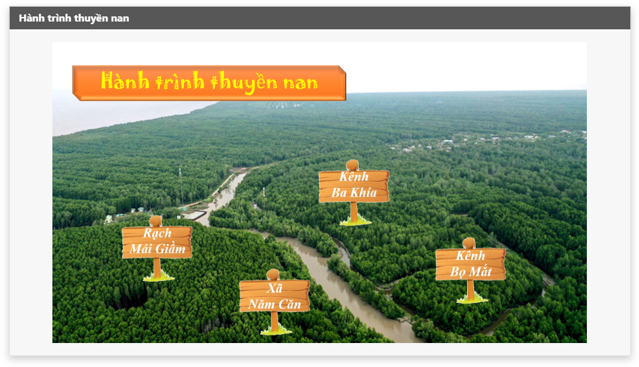 Hành trình thuyền nan
Hành trình thuyền nan
Kênh
Ba Khía
Rạch
Mái Giầm
Kênh
Bọ Mắt
Xã
Năm Căn